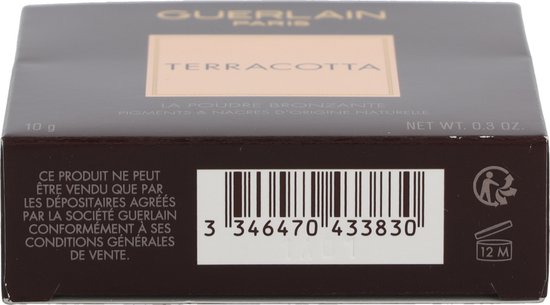 GUERLAIN
PARIS
TERRACOTTA
LA POUDRE BRONZANTE
PIGMENTS & NACRES D'ORIGINE NATURELLE
10 g
NET WT. 0.3 OZ.
CE PRODUIT NE PEUT
ÊTRE VENDU QUE PAR
LES DÉPOSITAIRES AGRÉÉS
PAR LA SOCIÉTÉ GUERLAIN
CONFORMÉMENT À SES
CONDITIONS GÉNÉRALES
DE VENTE.
3 346470 433830
12 M